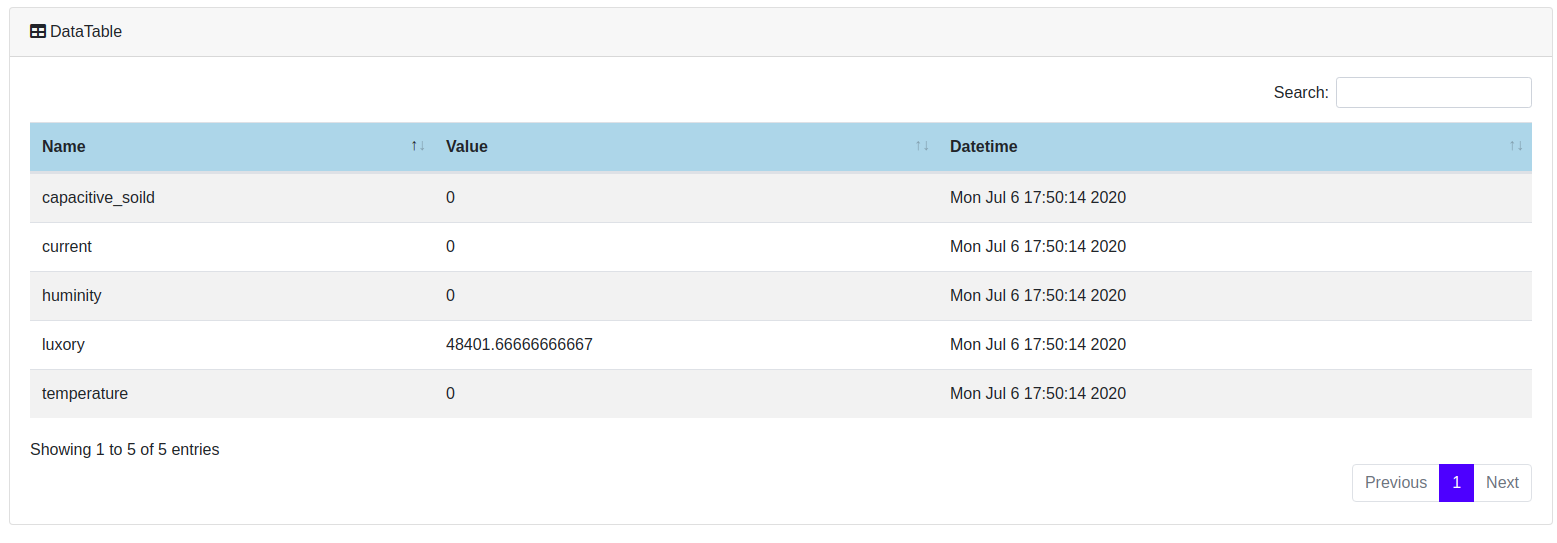 DataTable
Search:
Name Value Datetime
capacitive_soild 0 Mon Jul 6 17:50:14 2020
current 0 Mon Jul 6 17:50:14 2020
huminity 0 Mon Jul 6 17:50:14 2020
luxory 48401.66666666667 Mon Jul 6 17:50:14 2020
temperature 0 Mon Jul 6 17:50:14 2020
Showing 1 to 5 of 5 entries
Previous 1 Next